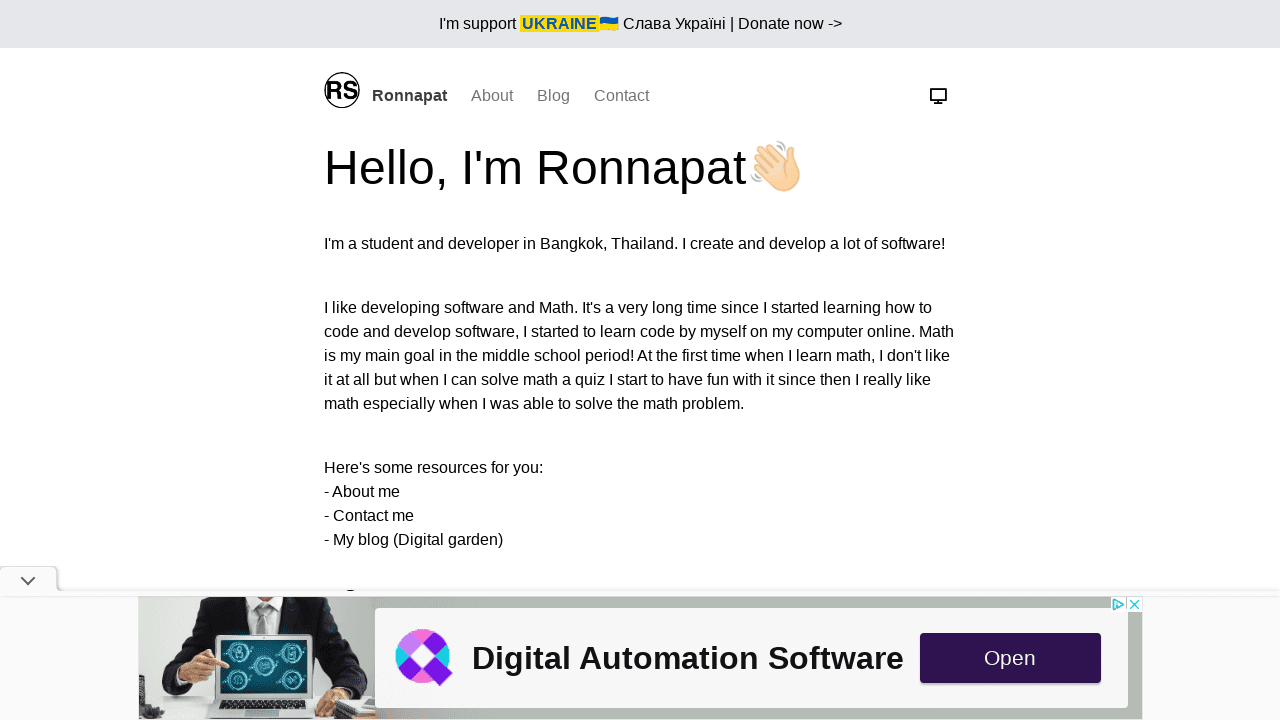 I'm support UKRAINE🇺🇦 Слава Україні | Donate now ->
RS
Ronnapat About Blog Contact
Hello, I'm Ronnapat👋🏻
I'm a student and developer in Bangkok, Thailand. I create and develop a lot of software!
I like developing software and Math. It's a very long time since I started learning how to
code and develop software, I started to learn code by myself on my computer online. Math
is my main goal in the middle school period! At the first time when I learn math, I don't like
it at all but when I can solve math a quiz I start to have fun with it since then I really like
math especially when I was able to solve the math problem.
Here's some resources for you:
- About me
- Contact me
- My blog (Digital garden)
Digital Automation Software
Open